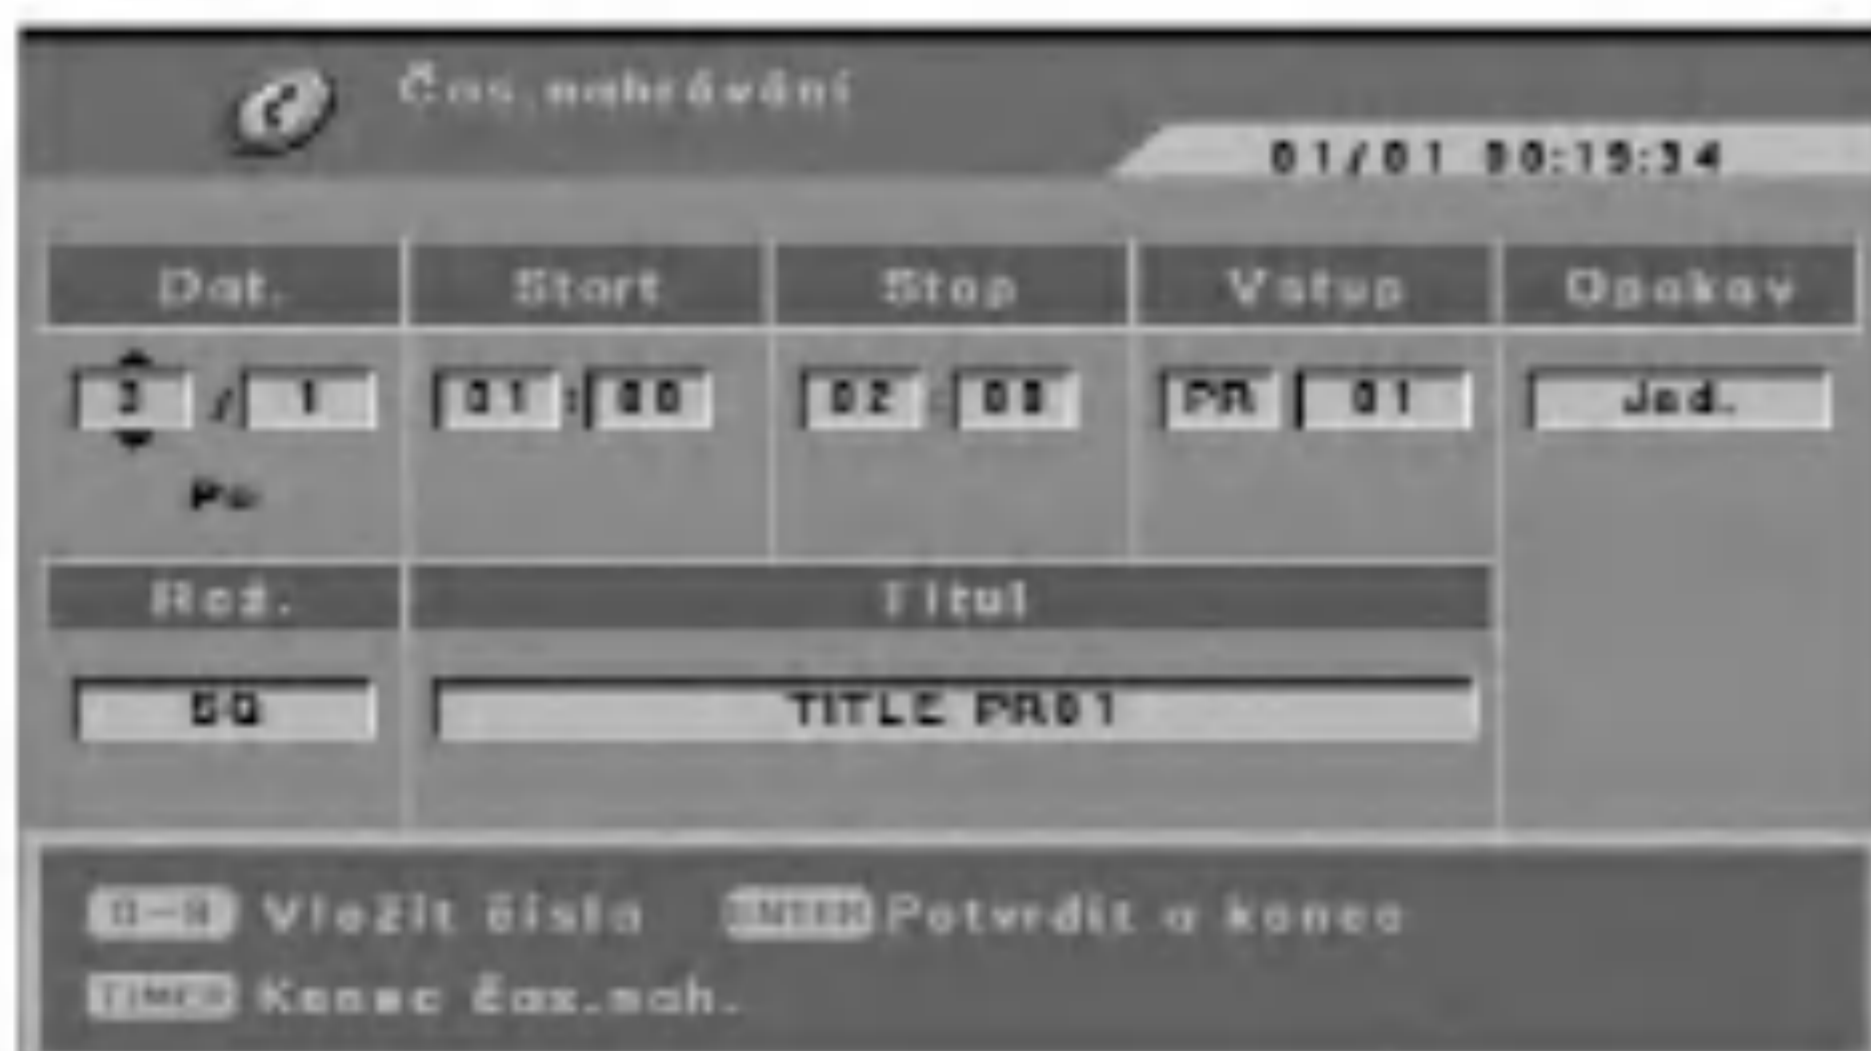 Čas.nahrávání
01/01 00:15:34
Dat. Start Stop Vstup Opakov
3 / 1 01:00 02:00 PR 01 Jed.
Po
Rež. Titul
SQ TITLE PR01
0-9 Vložit čísla ENTER Potvrdit a konec
TIMER Konec čas.nah.